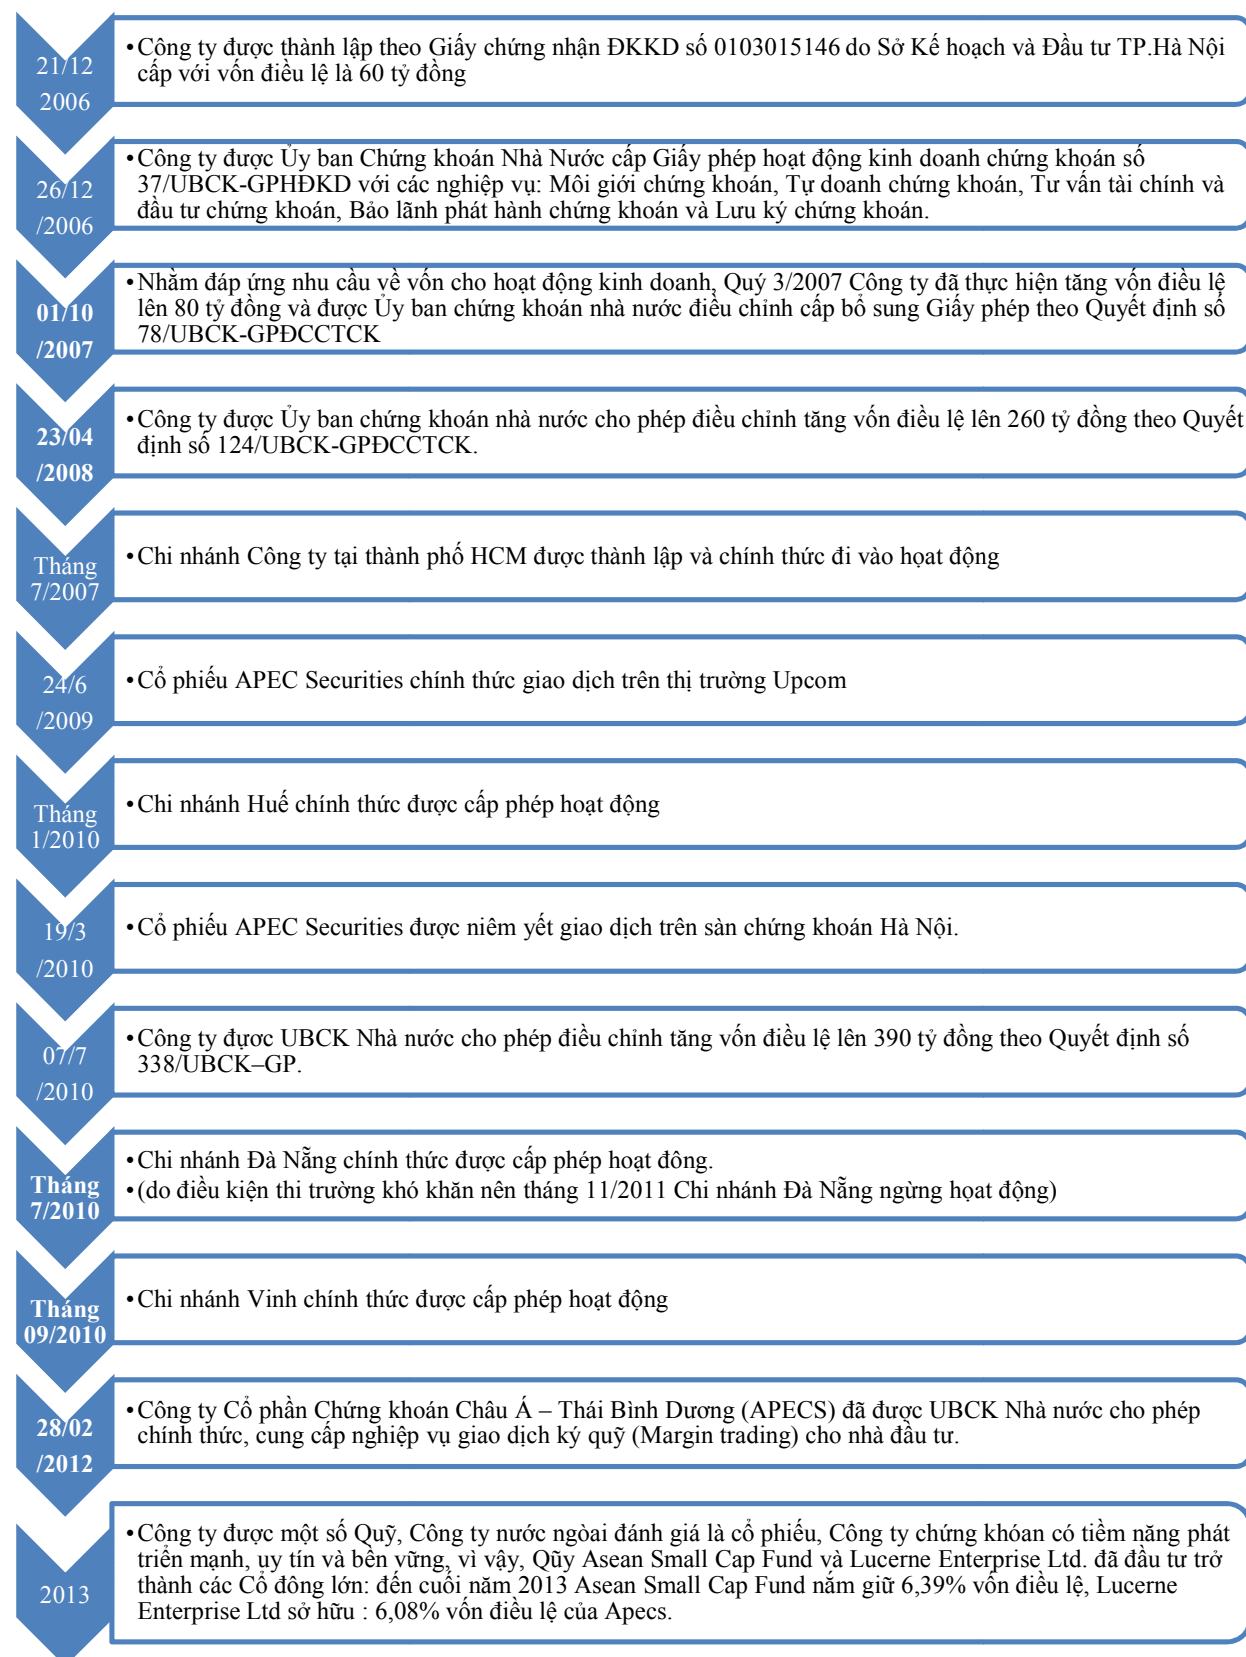 21/12
2006
•Công ty được thành lập theo Giấy chứng nhận ĐKKD số 0103015146 do Sở Kế hoạch và Đầu tư TP.Hà Nội
cấp với vốn điều lệ là 60 tỷ đồng
26/12
/2006
•Công ty được Ủy ban Chứng khoán Nhà Nước cấp Giấy phép hoạt động kinh doanh chứng khoán số
37/UBCK-GPHĐKD với các nghiệp vụ: Môi giới chứng khoán, Tự doanh chứng khoán, Tư vấn tài chính và
đầu tư chứng khoán, Bảo lãnh phát hành chứng khoán và Lưu ký chứng khoán.
01/10
/2007
•Nhằm đáp ứng nhu cầu về vốn cho hoạt động kinh doanh, Quý 3/2007 Công ty đã thực hiện tăng vốn điều lệ
lên 80 tỷ đồng và được Ủy ban chứng khoán nhà nước điều chỉnh cấp bổ sung Giấy phép theo Quyết định số
78/UBCK-GPĐCCTCK
23/04
/2008
•Công ty được Ủy ban chứng khoán nhà nước cho phép điều chỉnh tăng vốn điều lệ lên 260 tỷ đồng theo Quyết
định số 124/UBCK-GPĐCCTCK.
Tháng
7/2007
•Chi nhánh Công ty tại thành phố HCM được thành lập và chính thức đi vào họat động
24/6
/2009
•Cổ phiếu APEC Securities chính thức giao dịch trên thị trường Upcom
Tháng
1/2010
•Chi nhánh Huế chính thức được cấp phép hoạt động
19/3
/2010
•Cổ phiếu APEC Securities được niêm yết giao dịch trên sàn chứng khoán Hà Nội.
07/7
/2010
•Công ty đựơc UBCK Nhà nước cho phép điều chỉnh tăng vốn điều lệ lên 390 tỷ đồng theo Quyết định số
338/UBCK–GP.
Tháng
7/2010
•Chi nhánh Đà Nẵng chính thức được cấp phép hoạt đông.
•(do điều kiện thi trường khó khăn nên tháng 11/2011 Chi nhánh Đà Nẵng ngừng họat động)
Tháng
09/2010
•Chi nhánh Vinh chính thức được cấp phép hoạt động
28/02
/2012
•Công ty Cổ phần Chứng khoán Châu Á – Thái Bình Dương (APECS) đã được UBCK Nhà nước cho phép
chính thức, cung cấp nghiệp vụ giao dịch ký quỹ (Margin trading) cho nhà đầu tư.
2013
•Công ty được một số Quỹ, Công ty nước ngòai đánh giá là cổ phiếu, Công ty chứng khóan có tiềm năng phát
triển mạnh, uy tín và bền vững, vì vậy, Qũy Asean Small Cap Fund và Lucerne Enterprise Ltd. đã đầu tư trở
thành các Cổ đông lớn: đến cuối năm 2013 Asean Small Cap Fund nắm giữ 6,39% vốn điều lệ, Lucerne
Enterprise Ltd sở hữu : 6,08% vốn điều lệ của Apecs.